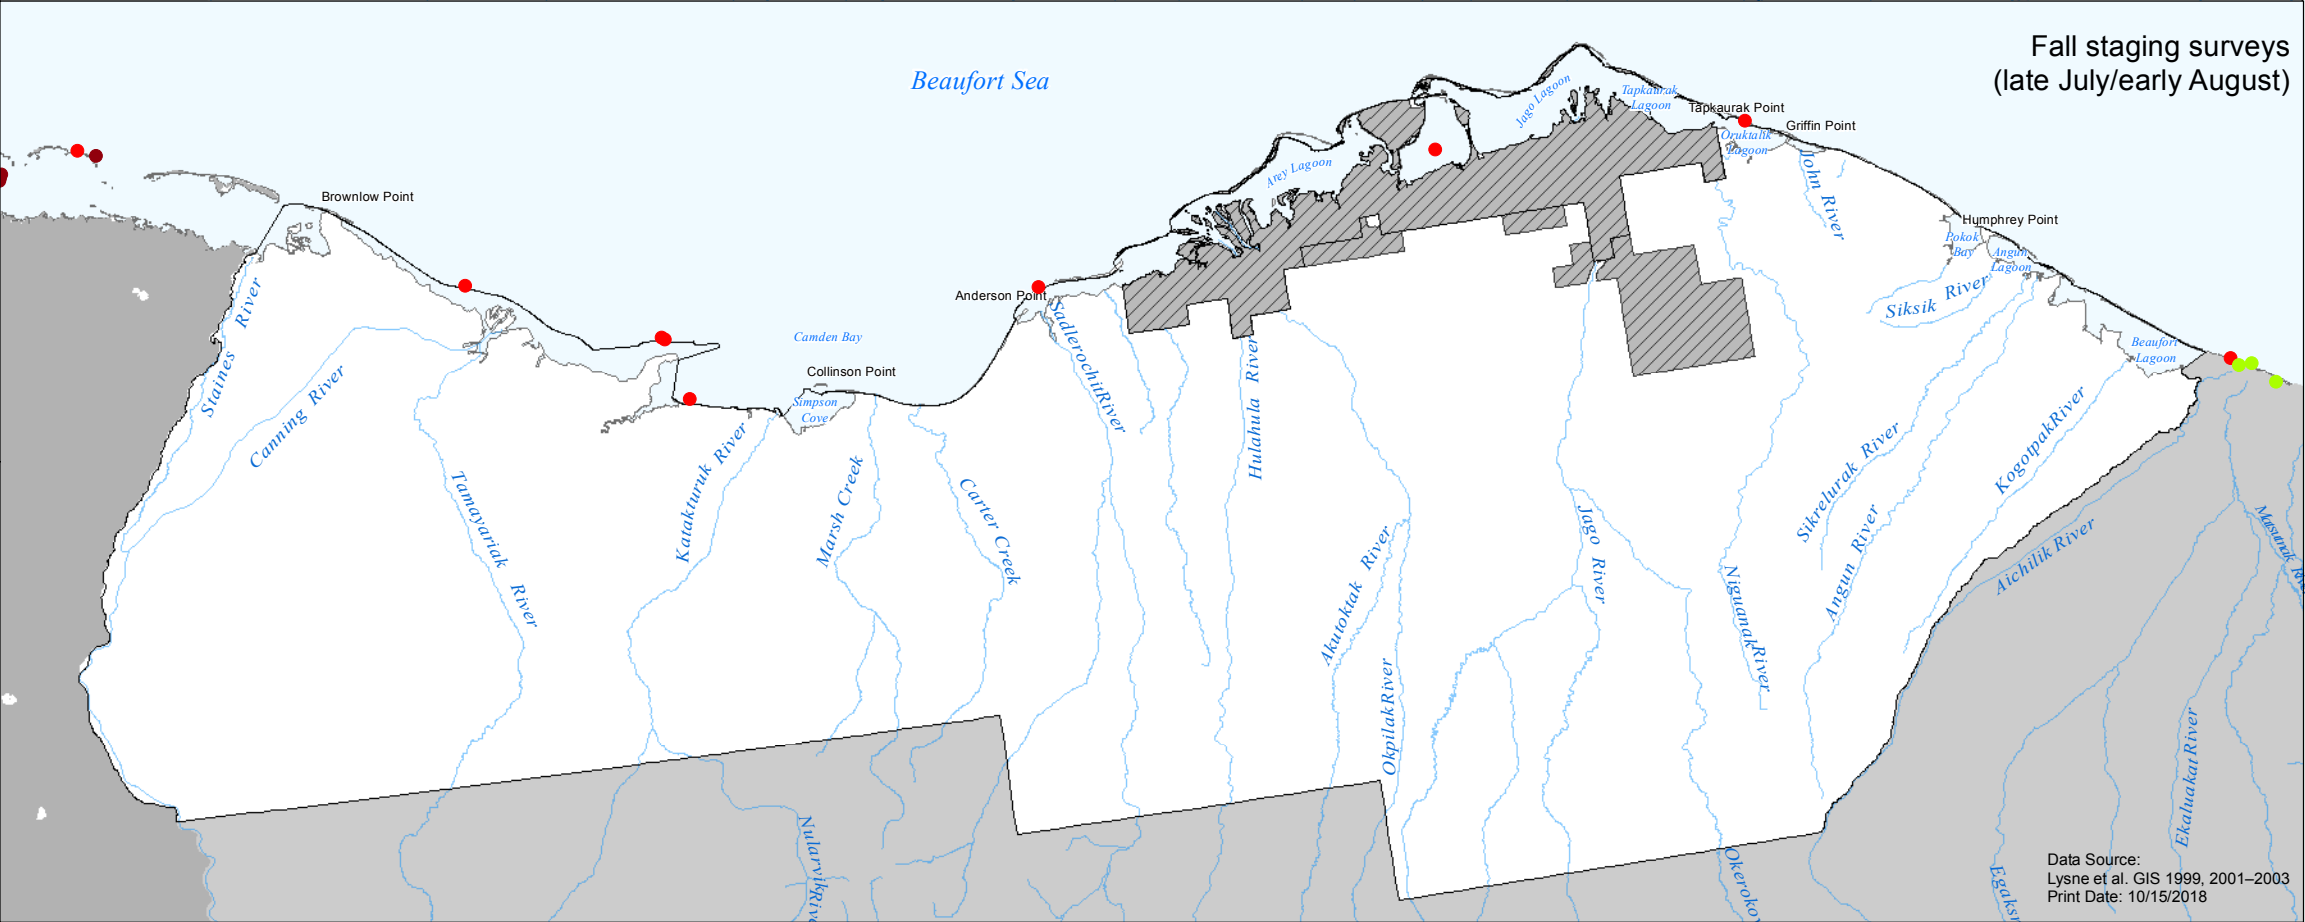 Fall staging surveys
(late July/early August)
Beaufort Sea
Jago Lagoon
Tapkaurak
Lagoon
Tapkaurak Point
Griffin Point
Oruktalik
Lagoon
Arey Lagoon
John River
Brownlow Point
Humphrey Point
Pokok
Bay
Angun
Lagoon
Siksik River
Anderson Point
Camden Bay
Collinson Point
Simpson
Cove
Beaufort
Lagoon
Staines River
Canning River
Tamayariak River
Katakturuk River
Marsh Creek
Carter Creek
Sadlerochit River
Hulahula River
Akutoktak River
Okpilak River
Jago River
Niguanak River
Sikrelurak River
Angun River
Kogotpak River
Aichilik River
Ekaluakat River
Data Source:
Lysne et al. GIS 1999, 2001–2003
Print Date: 10/15/2018